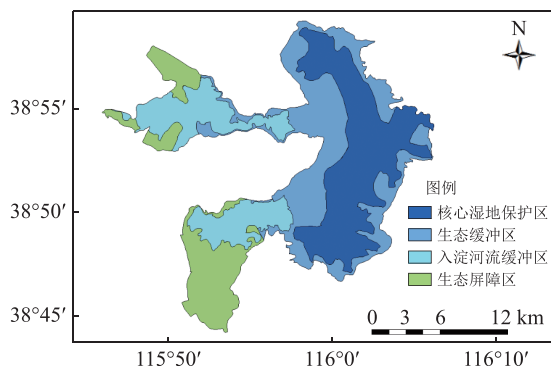 N
38°55′
38°50′
38°45′
图例
核心湿地保护区
生态缓冲区
入淀河流缓冲区
生态屏障区
0 3 6 12 km
115°50′ 116°0′ 116°10′